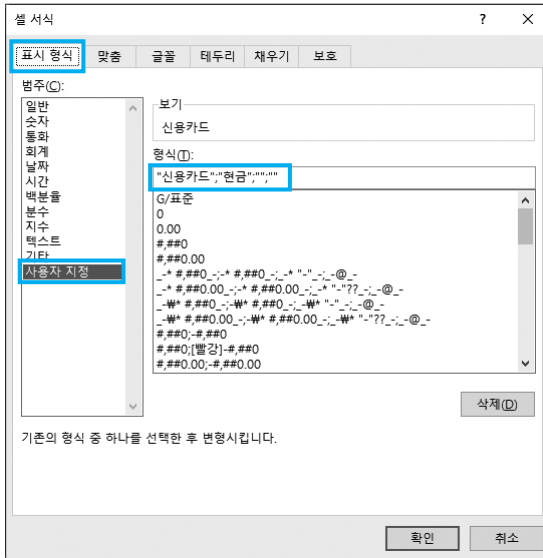 셀 서식 ? ×
표시 형식 맞춤 글꼴 테두리 채우기 보호
범주(C):
일반
숫자
통화
회계
날짜
시간
백분율
분수
지수
텍스트
기타
사용자 지정
보기
신용카드
형식(T):
"신용카드";"현금";"";""
G/표준
0
0.00
#,##0
#,##0.00
_-* #,##0_-;-* #,##0_-;_-* "-"_-;_-@_-
_-* #,##0.00_-;-* #,##0.00_-;_-* "-"??_-;_-@_-
_-₩* #,##0_-;-₩* #,##0_-;_-₩* "-"_-;_-@_-
_-₩* #,##0.00_-;-₩* #,##0.00_-;_-₩* "-"??_-;_-@_-
#,##0;-#,##0
#,##0;[빨강]-#,##0
#,##0.00;-#,##0.00
삭제(D)
기존의 형식 중 하나를 선택한 후 변형시킵니다.
확인 취소